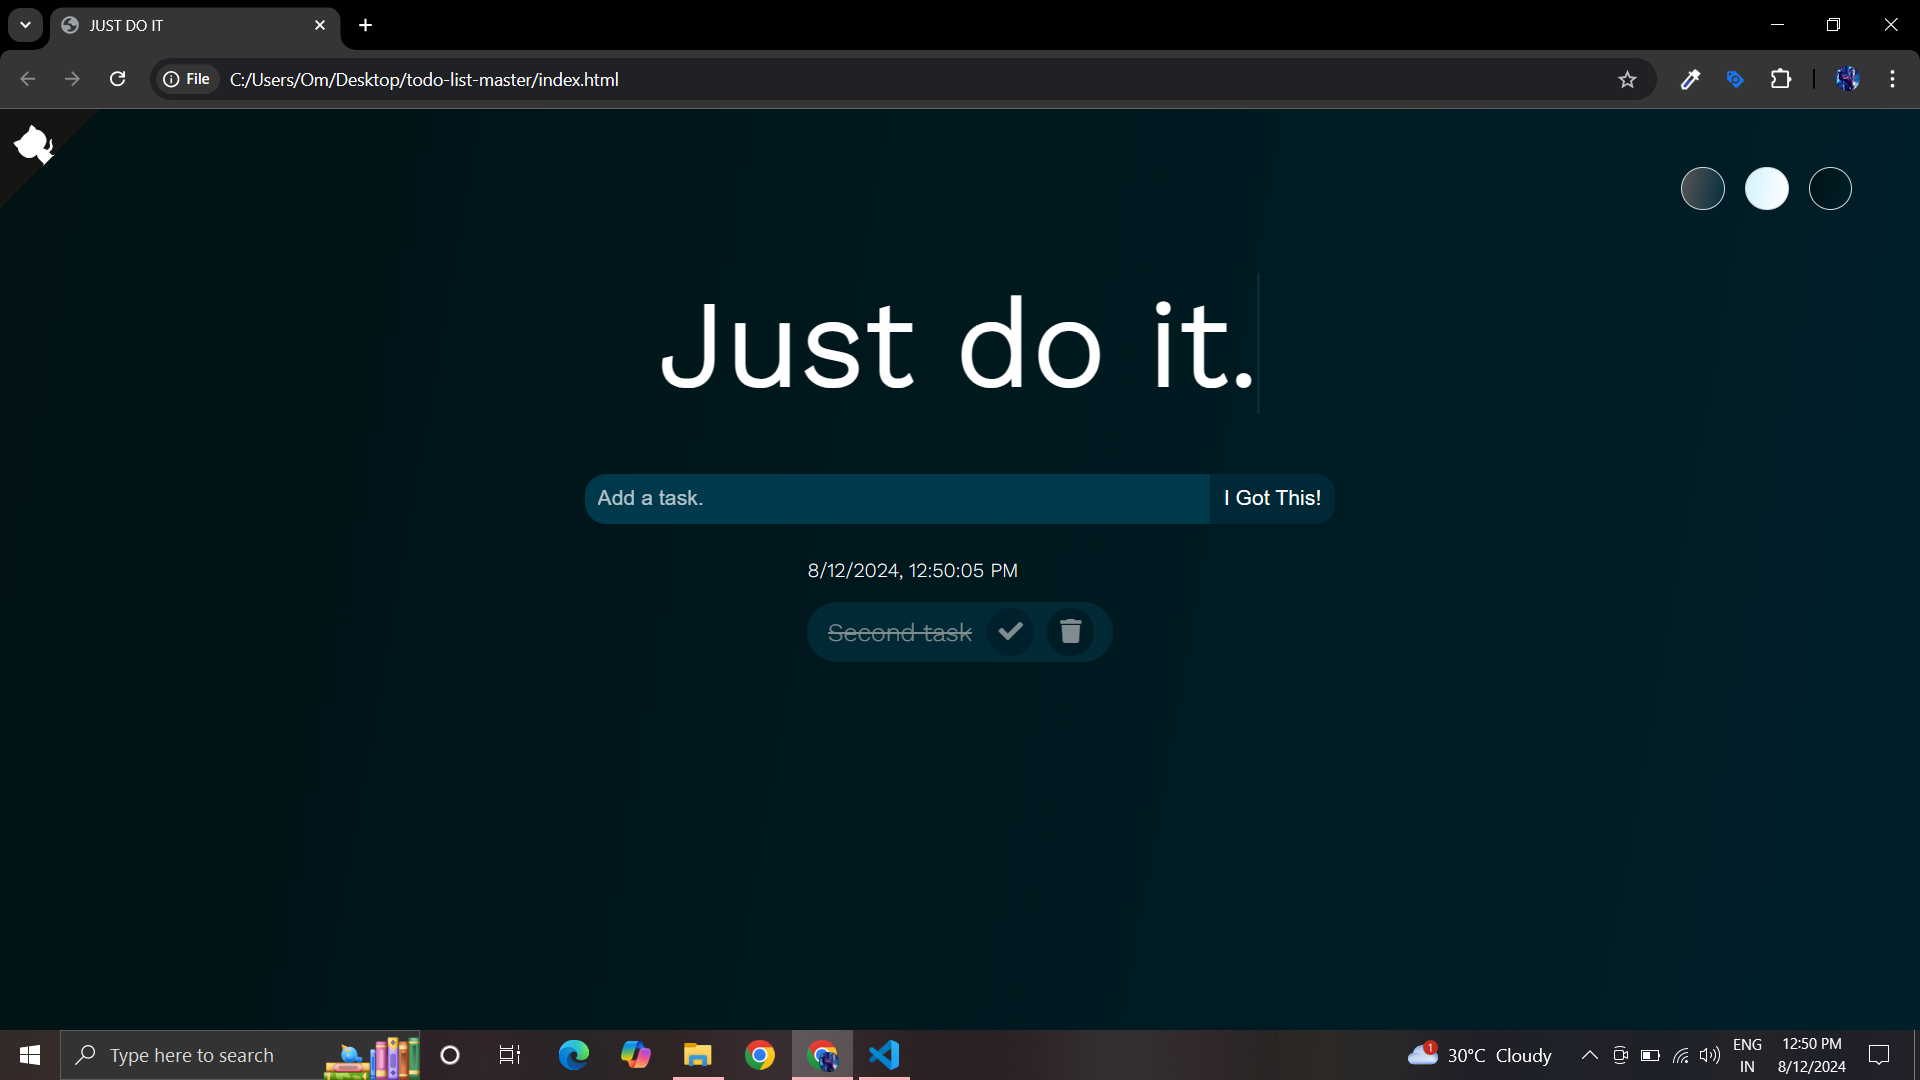 JUST DO IT
File C:/Users/Om/Desktop/todo-list-master/index.html
Just do it.
Add a task. I Got This!
8/12/2024, 12:50:05 PM
Second task
Type here to search
1 30°C Cloudy
ENG
IN
12:50 PM
8/12/2024